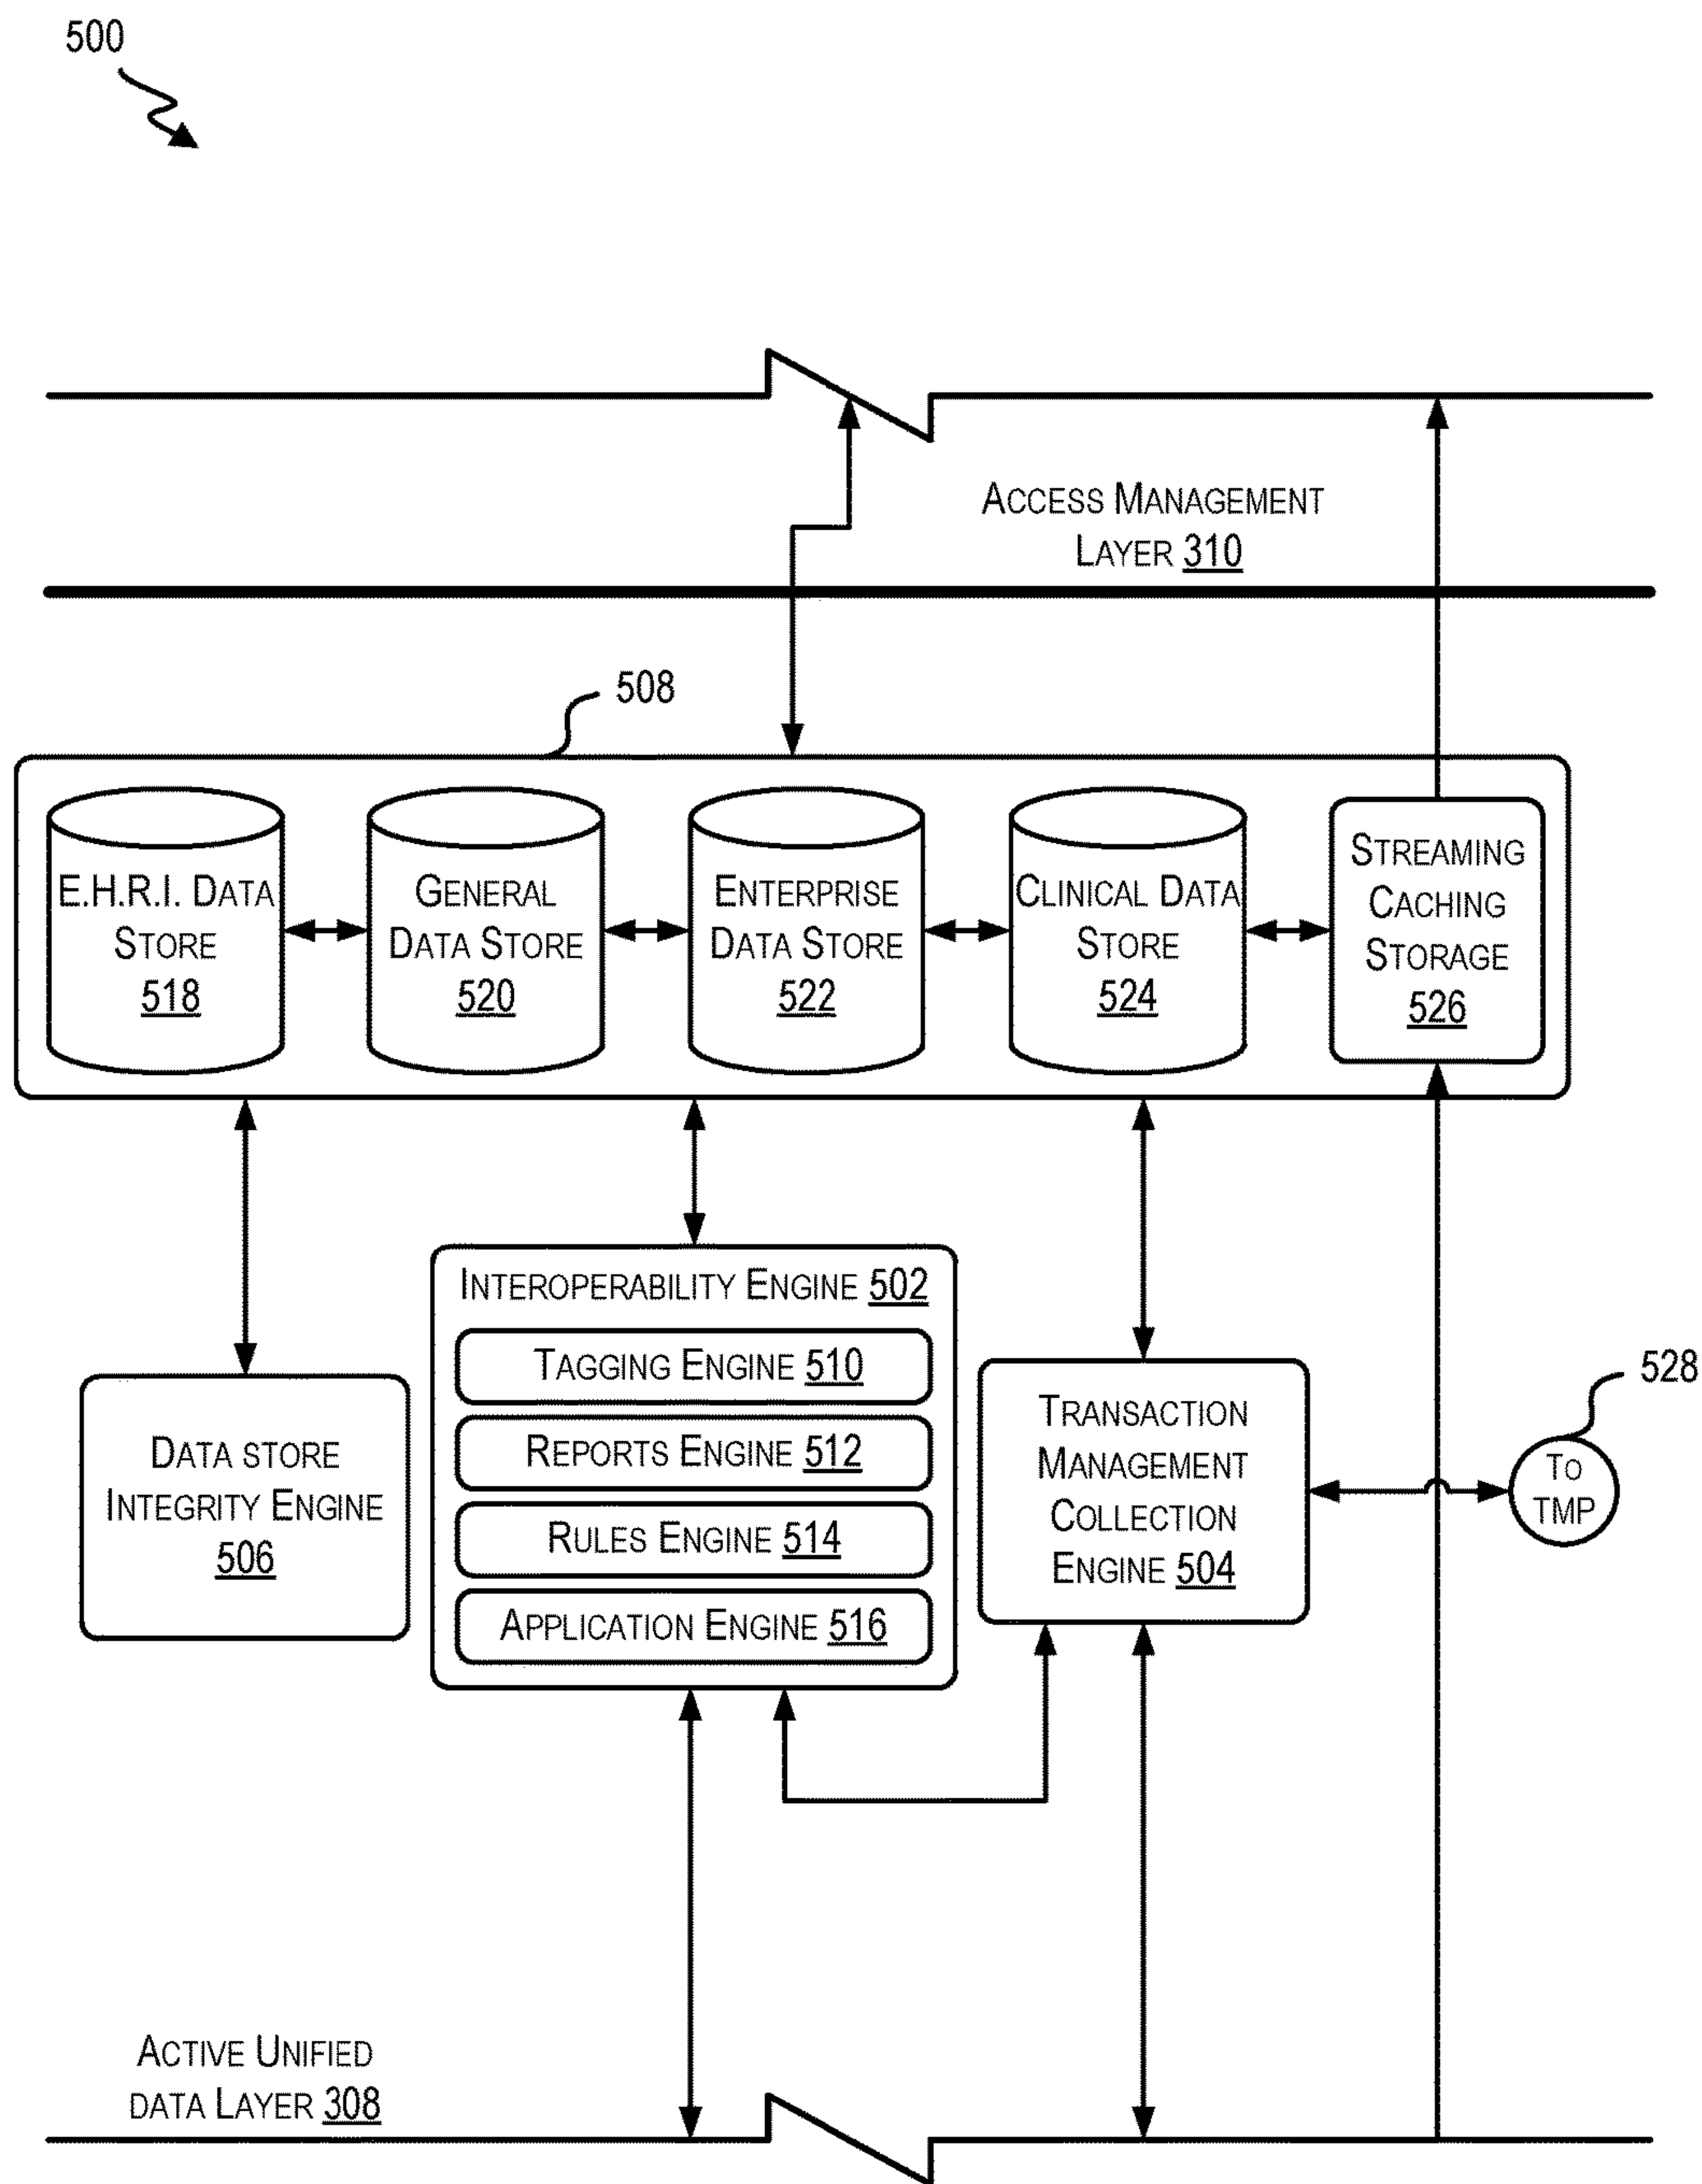 500
ACCESS MANAGEMENT
LAYER 310
508
E.H.R.I. DATA
STORE
518
GENERAL
DATA STORE
520
ENTERPRISE
DATA STORE
522
CLINICAL DATA
STORE
524
STREAMING
CACHING
STORAGE
526
INTEROPERABILITY ENGINE 502
TAGGING ENGINE 510
REPORTS ENGINE 512
RULES ENGINE 514
APPLICATION ENGINE 516
DATA STORE
INTEGRITY ENGINE
506
TRANSACTION
MANAGEMENT
COLLECTION
ENGINE 504
528
TO
TMP
ACTIVE UNIFIED
DATA LAYER 308